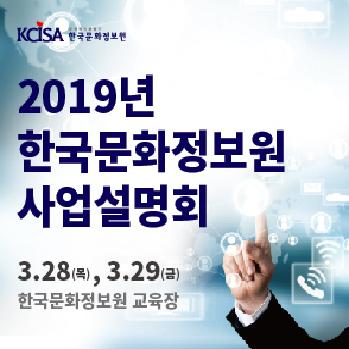 KCISA 한국문화정보원
2019년
한국문화정보원
사업설명회
3.28(목), 3.29(금)
한국문화정보원 교육장